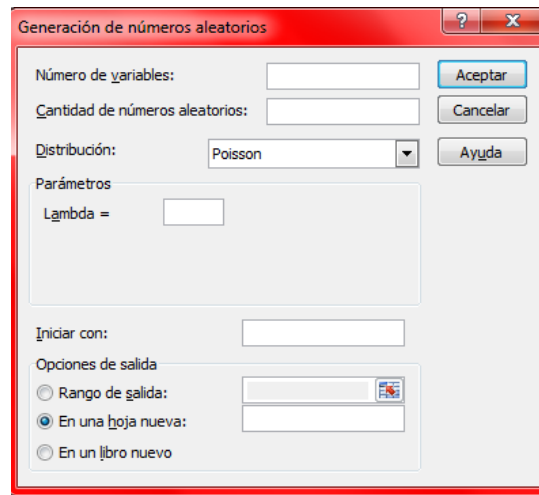 Generación de números aleatorios
Número de variables:
Aceptar
Cantidad de números aleatorios:
Cancelar
Distribución:
Poisson
Ayuda
Parámetros
Lambda =
Iniciar con:
Opciones de salida
Rango de salida:
En una hoja nueva:
En un libro nuevo